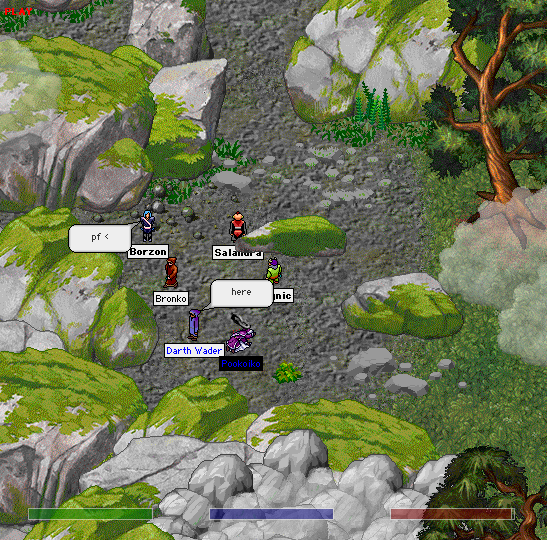 PLAY
pf <
Borzon
Salandra
Bronko
here
nic
Darth Wader